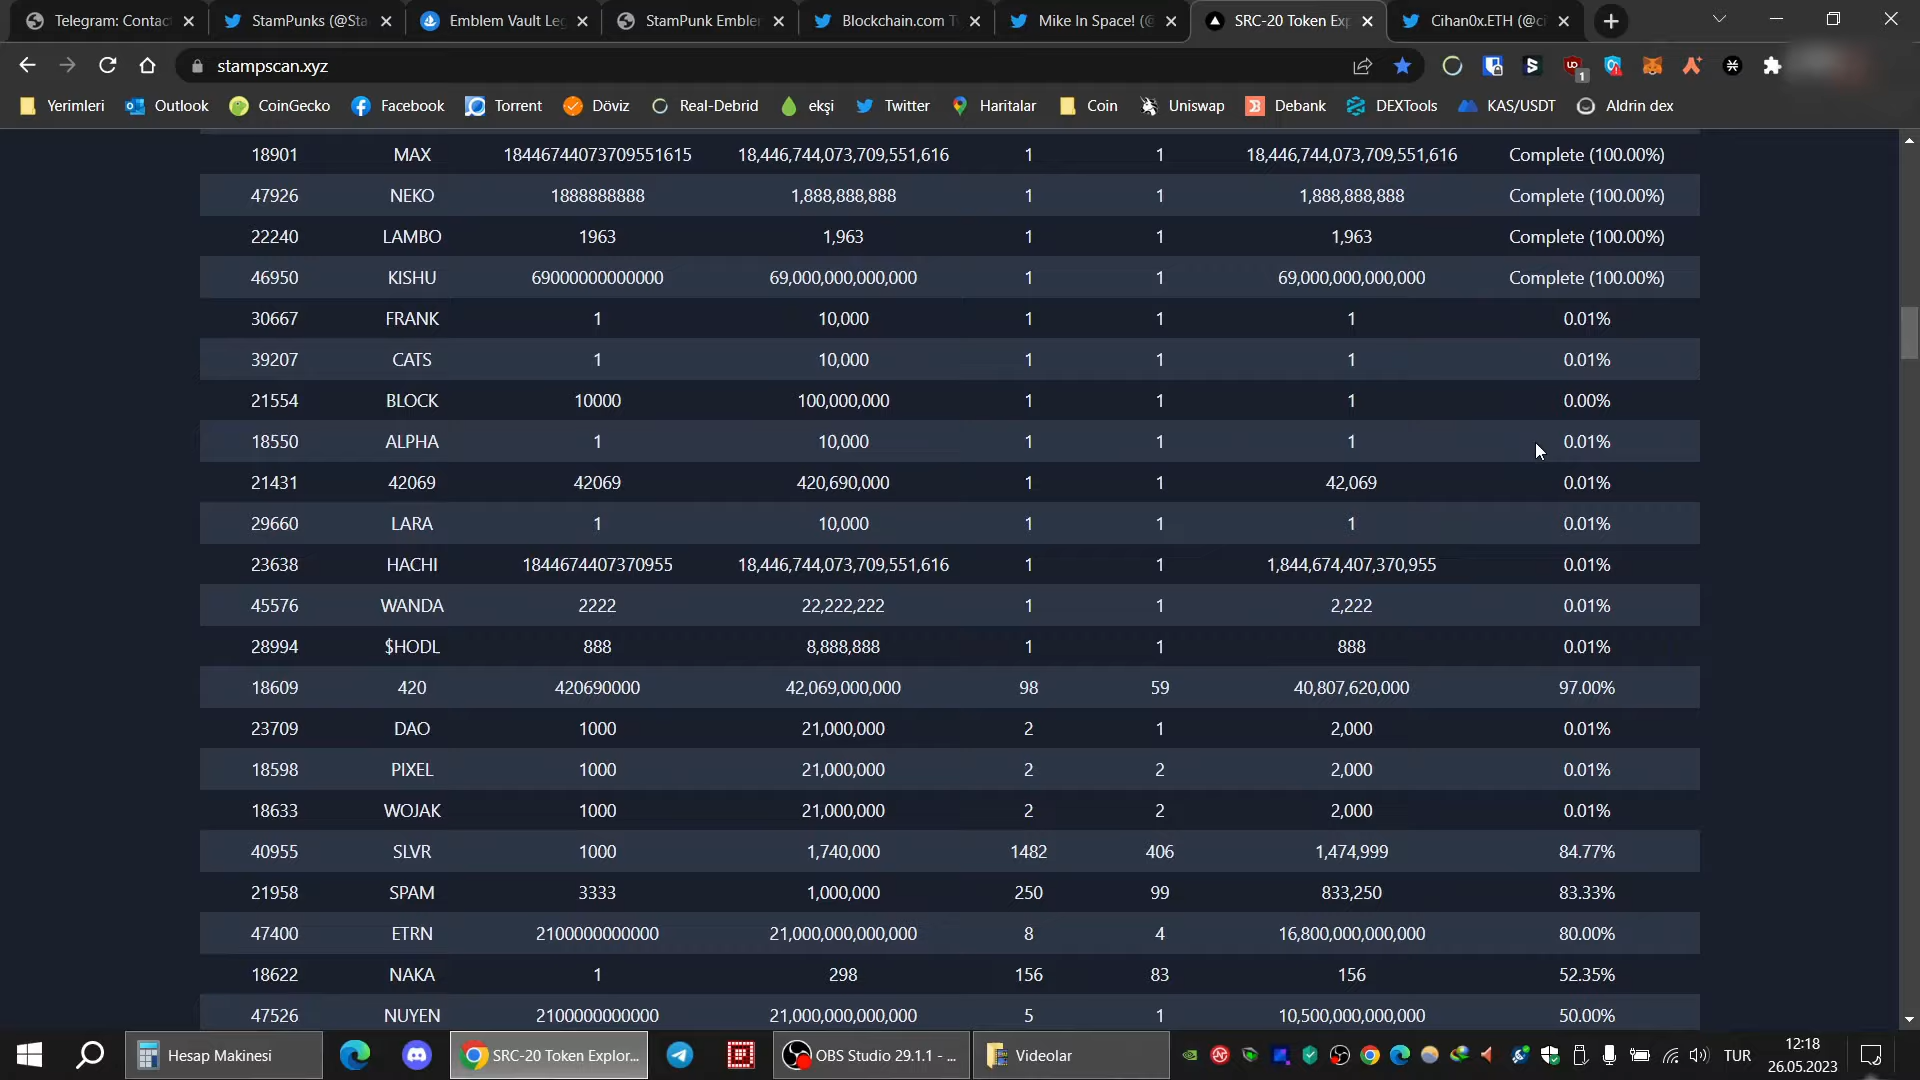 Telegram: Contac StamPunks (@Sta Emblem Vault Leg StamPunk Embler Blockchain.com Tw Mike In Space! (@ SRC-20 Token Exp Cihan0x.ETH (@ci
stampscan.xyz
Yerimleri Outlook CoinGecko Facebook Torrent Döviz Real-Debrid ekşi Twitter Haritalar Coin Uniswap Debank DEXTools KAS/USDT Aldrin dex
18901 MAX 18446744073709551615 18,446,744,073,709,551,616 1 1 18,446,744,073,709,551,616 Complete (100.00%)
47926 NEKO 1888888888 1,888,888,888 1 1 1,888,888,888 Complete (100.00%)
22240 LAMBO 1963 1,963 1 1 1,963 Complete (100.00%)
46950 KISHU 69000000000000 69,000,000,000,000 1 1 69,000,000,000,000 Complete (100.00%)
30667 FRANK 1 10,000 1 1 1 0.01%
39207 CATS 1 10,000 1 1 1 0.01%
21554 BLOCK 10000 100,000,000 1 1 1 0.00%
18550 ALPHA 1 10,000 1 1 1 0.01%
21431 42069 42069 420,690,000 1 1 42,069 0.01%
29660 LARA 1 10,000 1 1 1 0.01%
23638 HACHI 1844674407370955 18,446,744,073,709,551,616 1 1 1,844,674,407,370,955 0.01%
45576 WANDA 2222 22,222,222 1 1 2,222 0.01%
28994 $HODL 888 8,888,888 1 1 888 0.01%
18609 420 420690000 42,069,000,000 98 59 40,807,620,000 97.00%
23709 DAO 1000 21,000,000 2 1 2,000 0.01%
18598 PIXEL 1000 21,000,000 2 2 2,000 0.01%
18633 WOJAK 1000 21,000,000 2 2 2,000 0.01%
40955 SLVR 1000 1,740,000 1482 406 1,474,999 84.77%
21958 SPAM 3333 1,000,000 250 99 833,250 83.33%
47400 ETRN 2100000000000 21,000,000,000,000 8 4 16,800,000,000,000 80.00%
18622 NAKA 1 298 156 83 156 52.35%
47526 NUYEN 2100000000000 21,000,000,000,000 5 1 10,500,000,000,000 50.00%
Hesap Makinesi SRC-20 Token Explor... OBS Studio 29.1.1 - ... Videolar TUR 12:18
26.05.2023